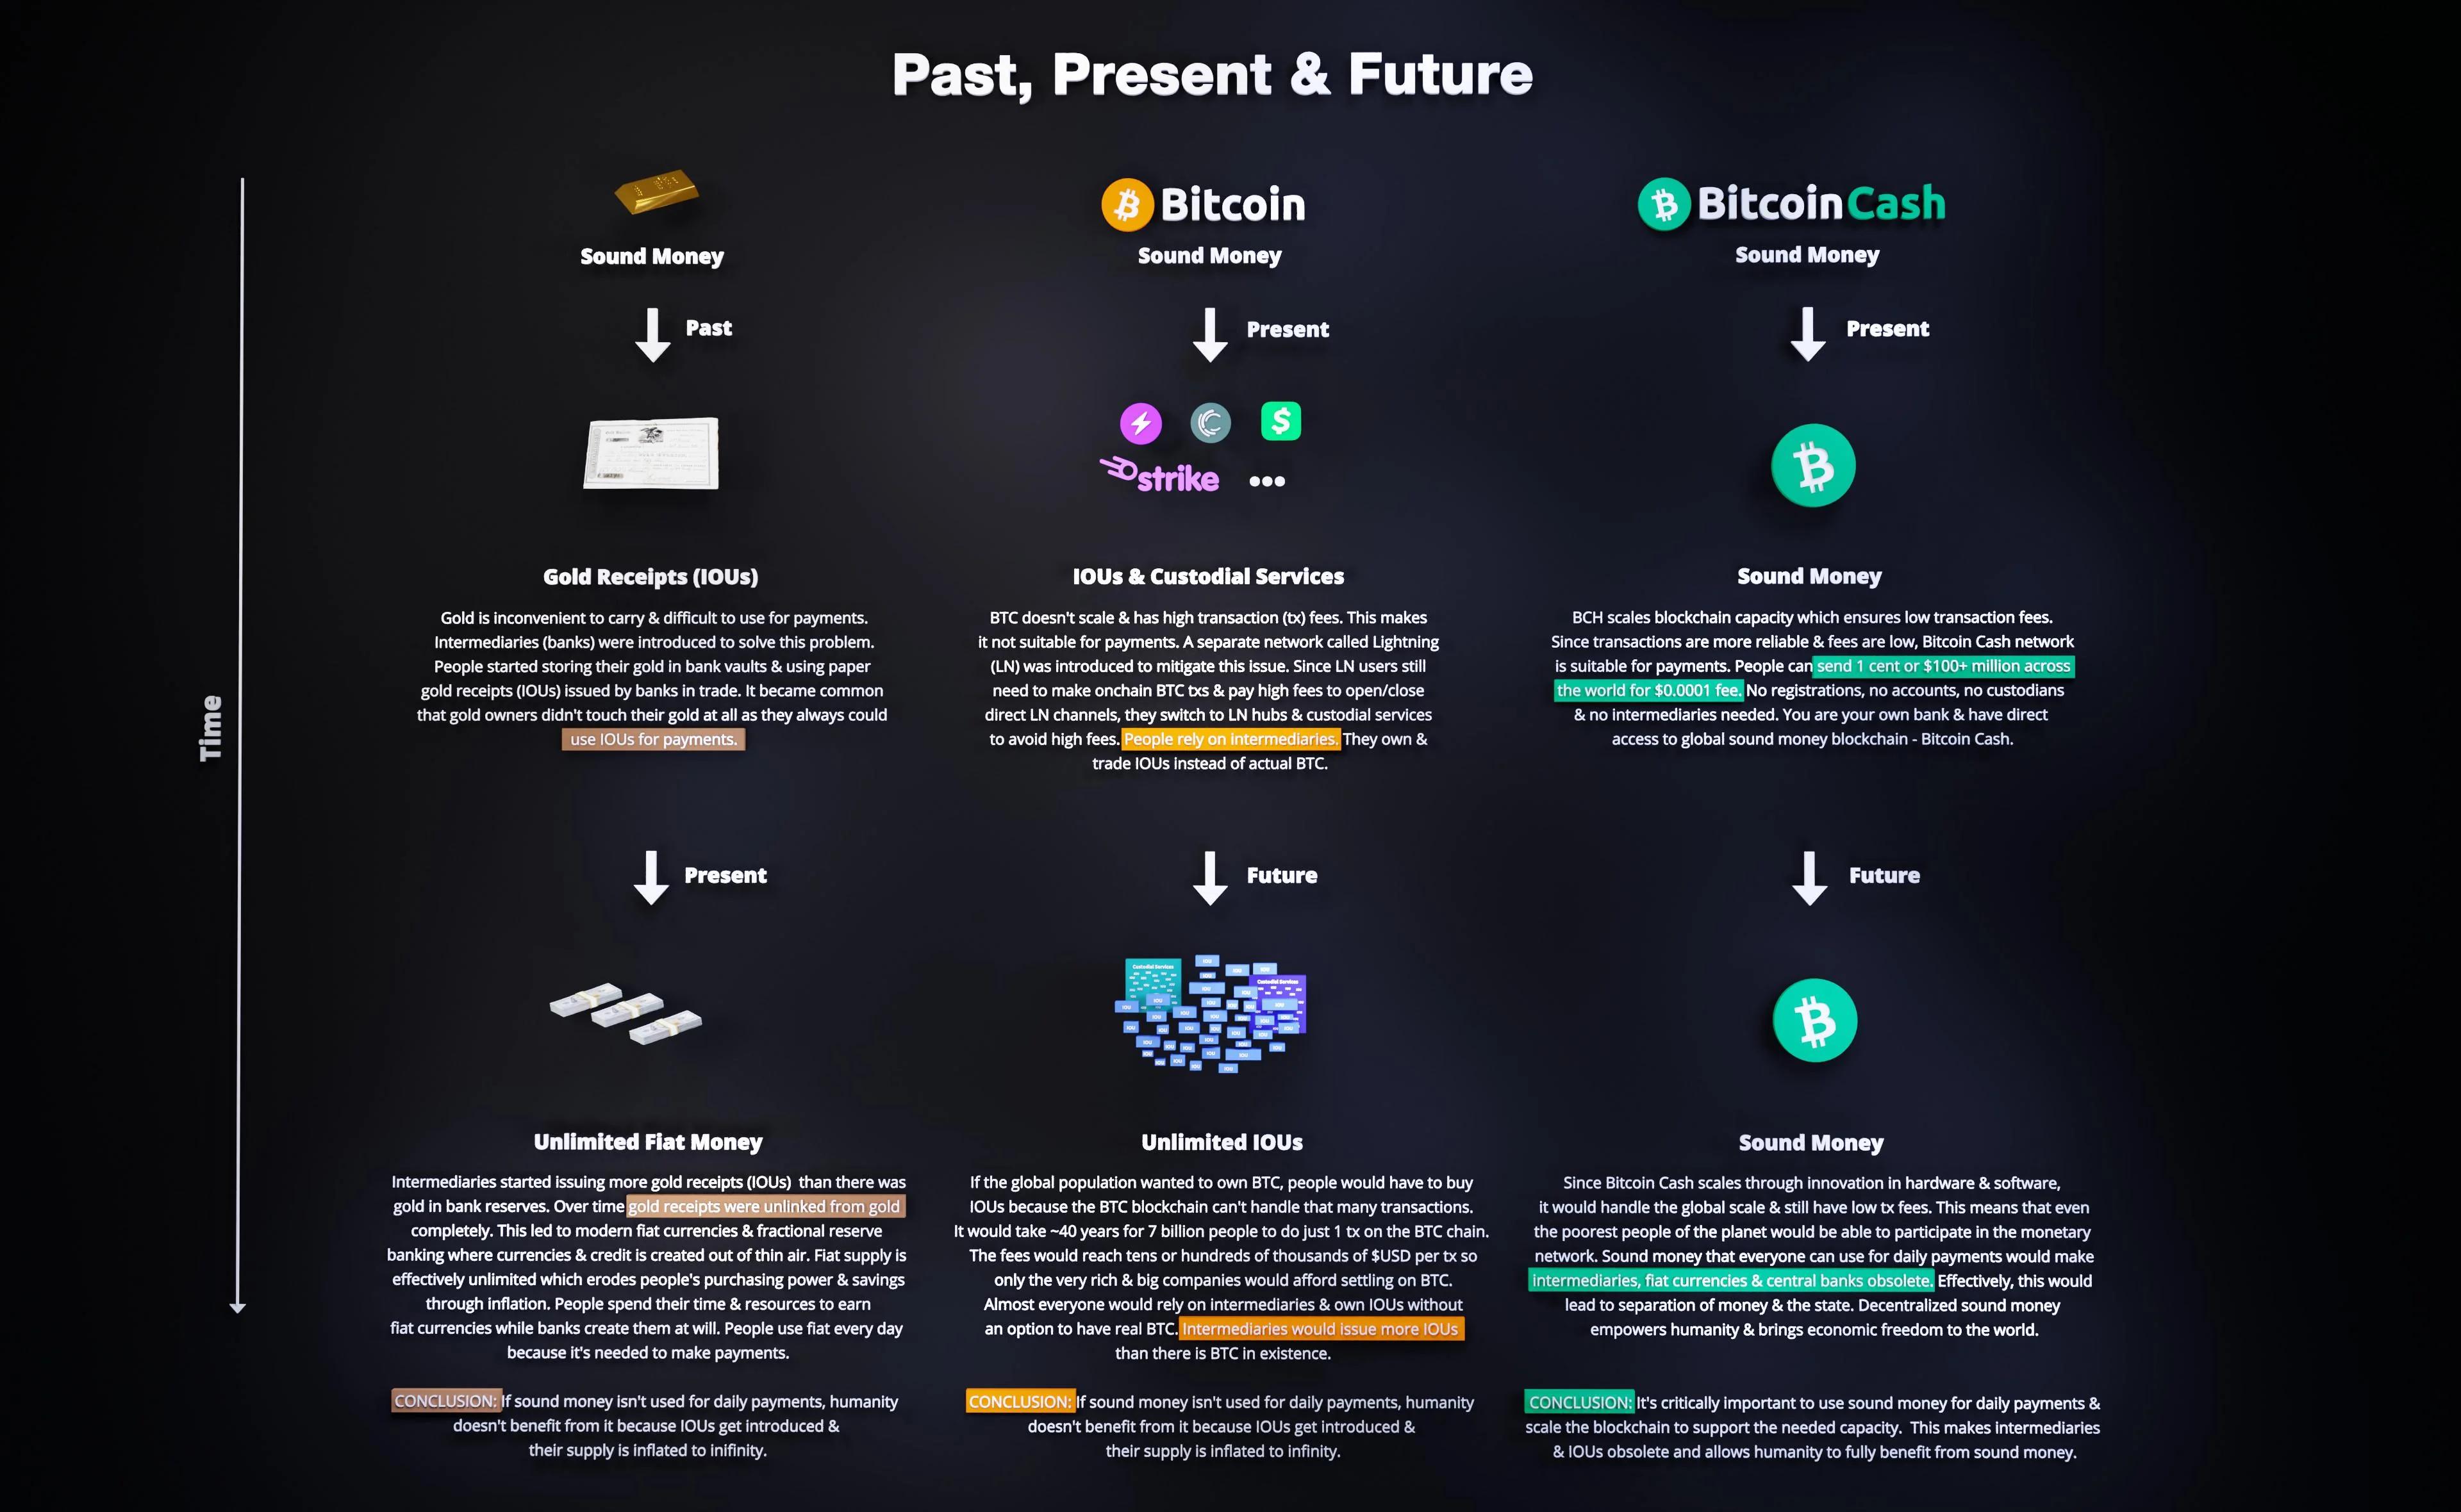 Past, Present & Future
Time
Sound Money
Past
Gold Receipts (IOUs)
Gold is inconvenient to carry & difficult to use for payments.
Intermediaries (banks) were introduced to solve this problem.
People started storing their gold in bank vaults & using paper
gold receipts (IOUs) issued by banks in trade. It became common
that gold owners didn't touch their gold at all as they always could
use IOUs for payments.
Present
Unlimited Fiat Money
Intermediaries started issuing more gold receipts (IOUs) than there was
gold in bank reserves. Over time gold receipts were unlinked from gold
completely. This led to modern fiat currencies & fractional reserve
banking where currencies & credit is created out of thin air. Fiat supply is
effectively unlimited which erodes people's purchasing power & savings
through inflation. People spend their time & resources to earn
fiat currencies while banks create them at will. People use fiat every day
because it's needed to make payments.
CONCLUSION: If sound money isn't used for daily payments, humanity
doesn't benefit from it because IOUs get introduced &
their supply is inflated to inifinity.
Bitcoin
Sound Money
Present
strike
IOUs & Custodial Services
BTC doesn't scale & has high transaction (tx) fees. This makes
it not suitable for payments. A separate network called Lightning
(LN) was introduced to mitigate this issue. Since LN users still
need to make onchain BTC txs & pay high fees to open/close
direct LN channels, they switch to LN hubs & custodial services
to avoid high fees. People rely on intermediaries. They own &
trade IOUs instead of actual BTC.
Future
Custodial Services
Custodial Services
IOU
Unlimited IOUs
If the global population wanted to own BTC, people would have to buy
IOUs because the BTC blockchain can't handle that many transactions.
It would take ~40 years for 7 billion people to do just 1 tx on the BTC chain.
The fees would reach tens or hundreds of thousands of $USD per tx so
only the very rich & big companies would afford settling on BTC.
Almost everyone would rely on intermediaries & own IOUs without
an option to have real BTC. Intermediaries would issue more IOUs
than there is BTC in existence.
CONCLUSION: If sound money isn't used for daily payments, humanity
doesn't benefit from it because IOUs get introduced &
their supply is inflated to infinity.
BitcoinCash
Sound Money
Present
Sound Money
BCH scales blockchain capacity which ensures low transaction fees.
Since transactions are more reliable & fees are low, Bitcoin Cash network
is suitable for payments. People can send 1 cent or $100+ million across
the world for $0.0001 fee. No registrations, no accounts, no custodians
& no intermediaries needed. You are your own bank & have direct
access to global sound money blockchain - Bitcoin Cash.
Future
Sound Money
Since Bitcoin Cash scales through innovation in hardware & software,
it would handle the global scale & still have low tx fees. This means that even
the poorest people of the planet would be able to participate in the monetary
network. Sound money that everyone can use for daily payments would make
intermediaries, fiat currencies & central banks obsolete. Effectively, this would
lead to separation of money & the state. Decentralized sound money
empowers humanity & brings economic freedom to the world.
CONCLUSION: It's critically important to use sound money for daily payments &
scale the blockchain to support the needed capacity. This makes intermediaries
& IOUs obsolete and allows humanity to fully benefit from sound money.